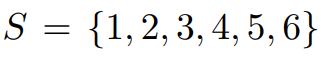 S = {1, 2, 3, 4, 5, 6}